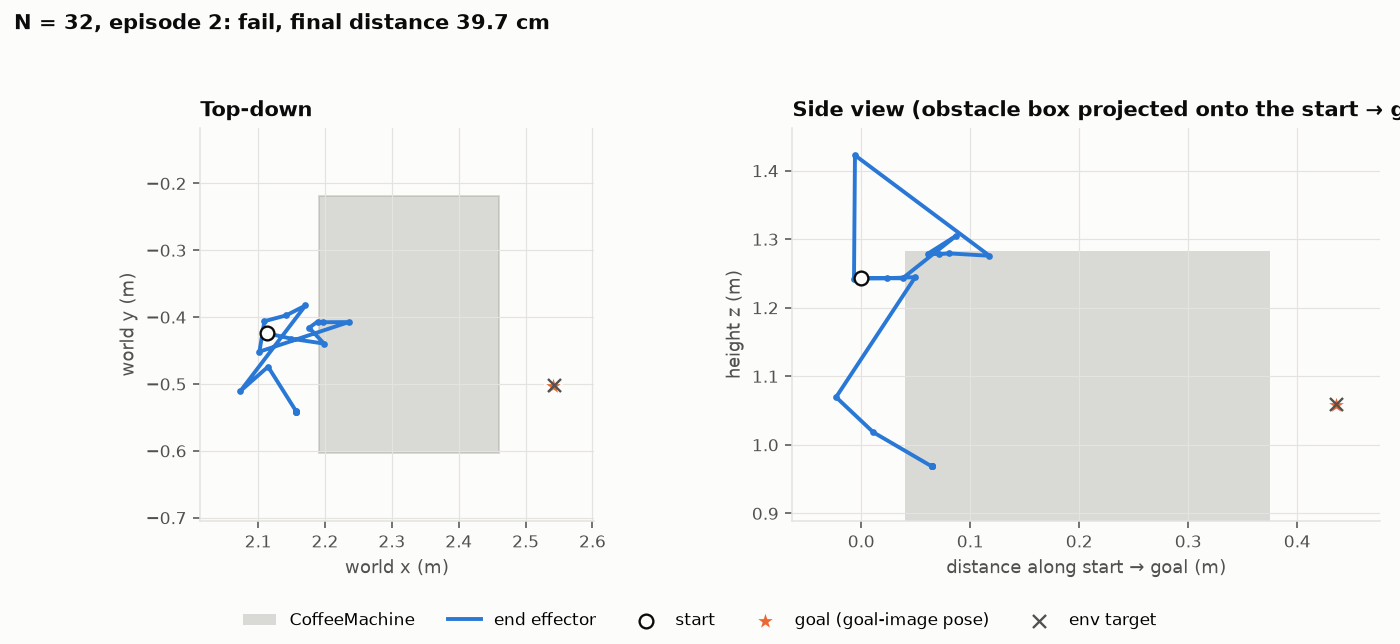 N = 32, episode 2: fail, final distance 39.7 cm
Top-down
−0.2
−0.3
−0.4
−0.5
−0.6
−0.7
world y (m)
2.1 2.2 2.3 2.4 2.5 2.6
world x (m)
Side view (obstacle box projected onto the start → g
1.4
1.3
1.2
1.1
1.0
0.9
height z (m)
0.0 0.1 0.2 0.3 0.4
distance along start → goal (m)
CoffeeMachine end effector start goal (goal-image pose) env target